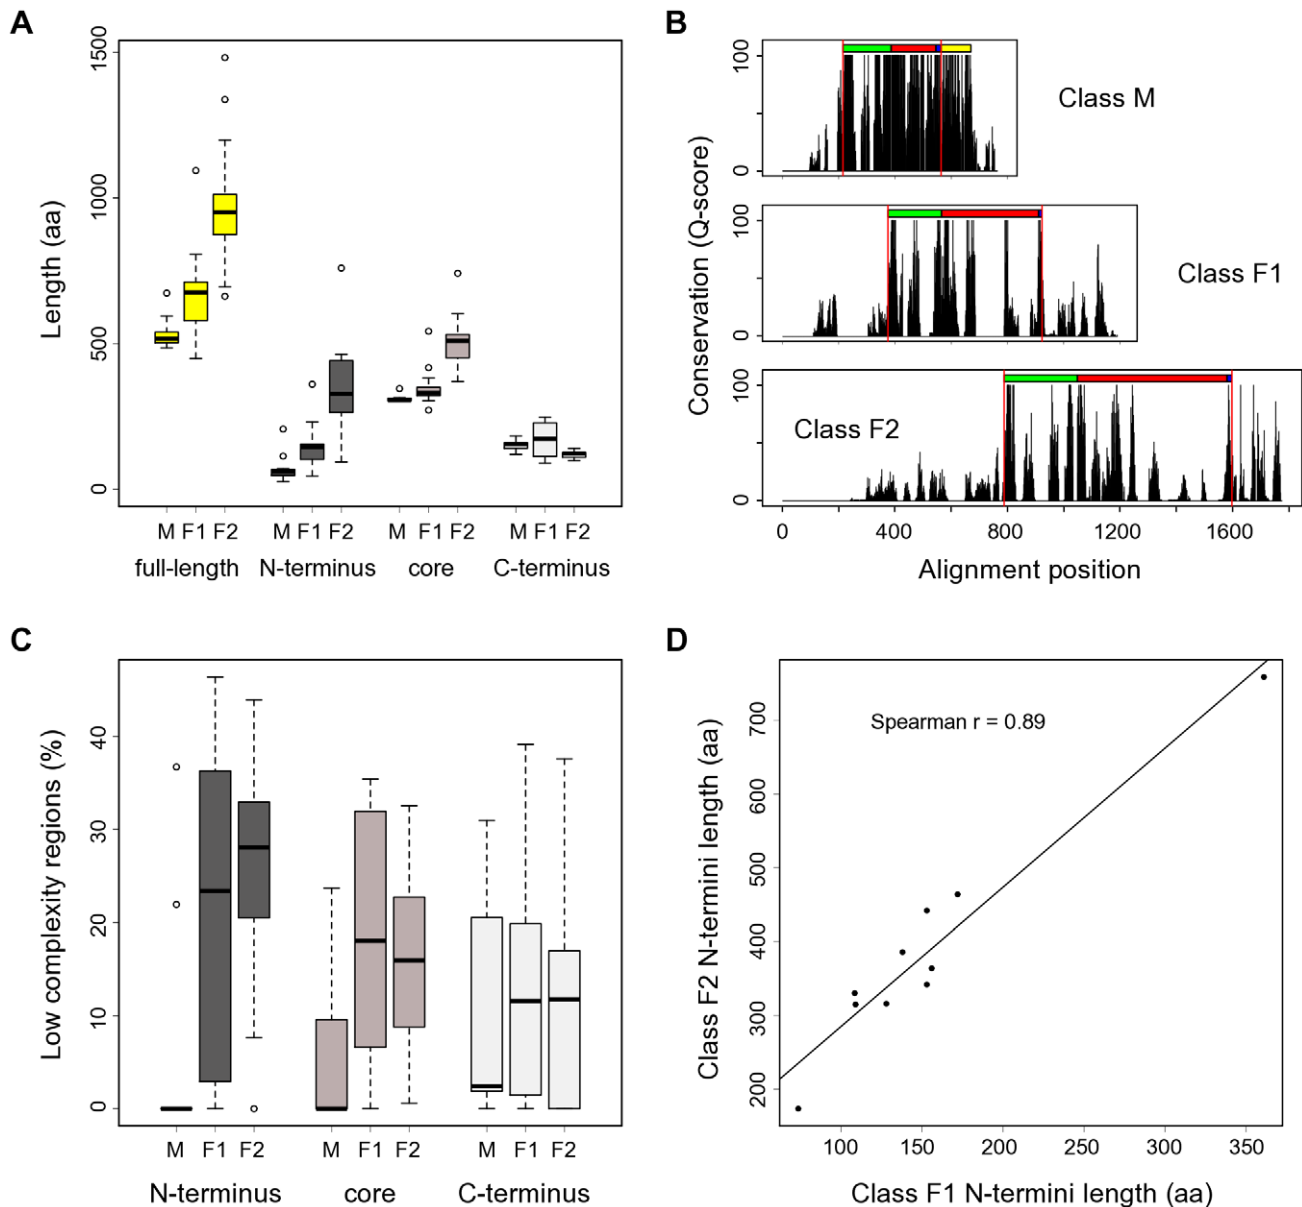 A
1500
1000
500
0
Length (aa)
M F1 F2 M F1 F2 M F1 F2 M F1 F2
full-length N-terminus core C-terminus
B
100
0
Class M
100
0
Class F1
100
0
Class F2
Conservation (Q-score)
0 400 800 1200 1600
Alignment position
C
40
30
20
10
0
Low complexity regions (%)
M F1 F2 M F1 F2 M F1 F2
N-terminus core C-terminus
D
Spearman r = 0.89
700
600
500
400
300
200
Class F2 N-termini length (aa)
100 150 200 250 300 350
Class F1 N-termini length (aa)